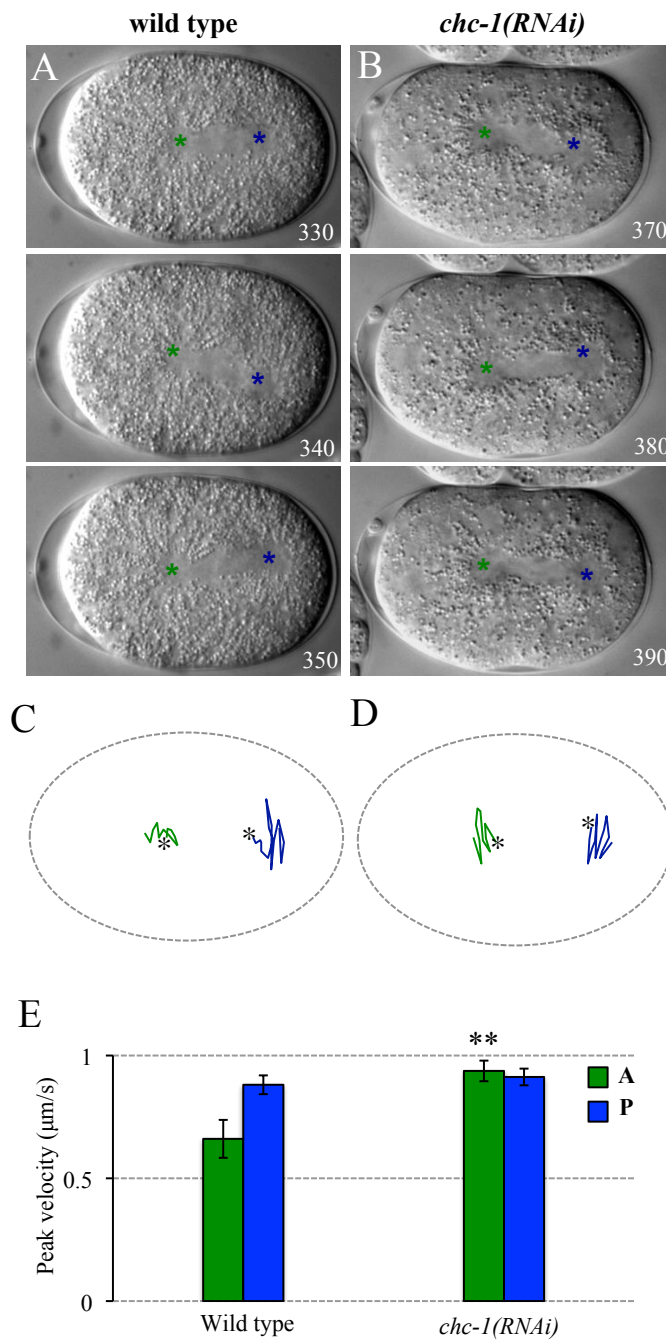 wild type
chc-1(RNAi)
A
B
*
*
*
*
330
370
*
*
*
*
340
380
*
*
*
*
350
390
C
D
*
*
*
*
E
**
1
A
P
0.5
0
Peak velocity (μm/s)
Wild type
chc-1(RNAi)